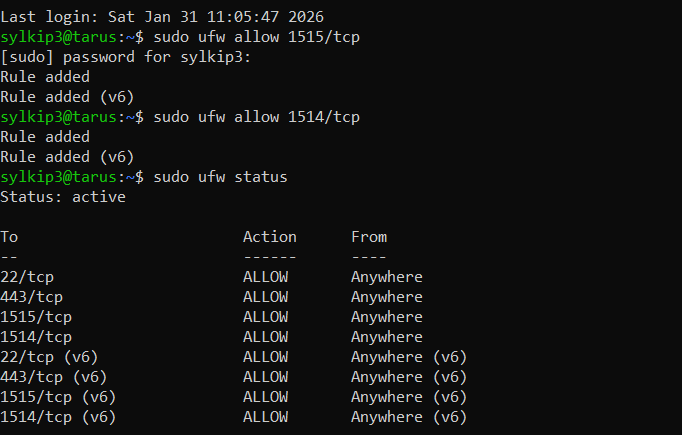 Last login: Sat Jan 31 11:05:47 2026
sylkip3@tarus:~$ sudo ufw allow 1515/tcp
[sudo] password for sylkip3:
Rule added
Rule added (v6)
sylkip3@tarus:~$ sudo ufw allow 1514/tcp
Rule added
Rule added (v6)
sylkip3@tarus:~$ sudo ufw status
Status: active

To                         Action      From
--                         ------      ----
22/tcp                     ALLOW       Anywhere
443/tcp                    ALLOW       Anywhere
1515/tcp                   ALLOW       Anywhere
1514/tcp                   ALLOW       Anywhere
22/tcp (v6)                ALLOW       Anywhere (v6)
443/tcp (v6)               ALLOW       Anywhere (v6)
1515/tcp (v6)              ALLOW       Anywhere (v6)
1514/tcp (v6)              ALLOW       Anywhere (v6)